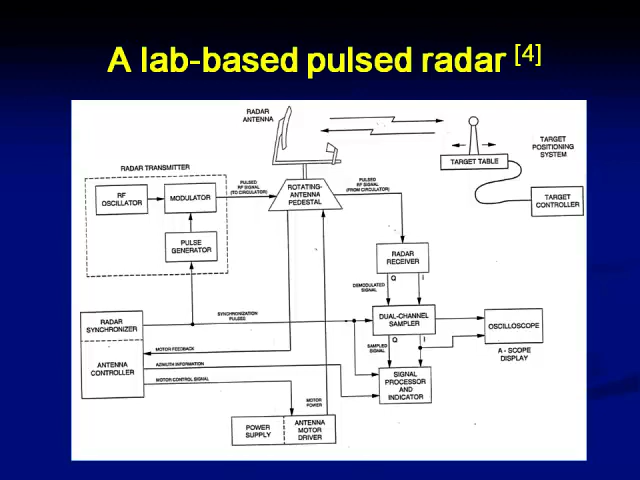 A lab-based pulsed radar [4]
RADAR
ANTENNA
TARGET
POSITIONING
SYSTEM
TARGET TABLE
RADAR TRANSMITTER
PULSED
RF SIGNAL
(TO CIRCULATOR)
PULSED
RF SIGNAL
(FROM CIRCULATOR)
RF
OSCILLATOR
MODULATOR
ROTATING-
ANTENNA
PEDESTAL
TARGET
CONTROLLER
PULSE
GENERATOR
RADAR
RECEIVER
Q
I
DEMODULATED
SIGNAL
RADAR
SYNCHRONIZER
SYNCHRONIZATION
PULSES
DUAL-CHANNEL
SAMPLER
OSCILLOSCOPE
A - SCOPE
DISPLAY
SAMPLED
SIGNAL
Q
I
MOTOR FEEDBACK
ANTENNA
CONTROLLER
AZIMUTH INFORMATION
MOTOR CONTROL SIGNAL
SIGNAL
PROCESSOR
AND
INDICATOR
MOTOR
POWER
POWER
SUPPLY
ANTENNA
MOTOR
DRIVER